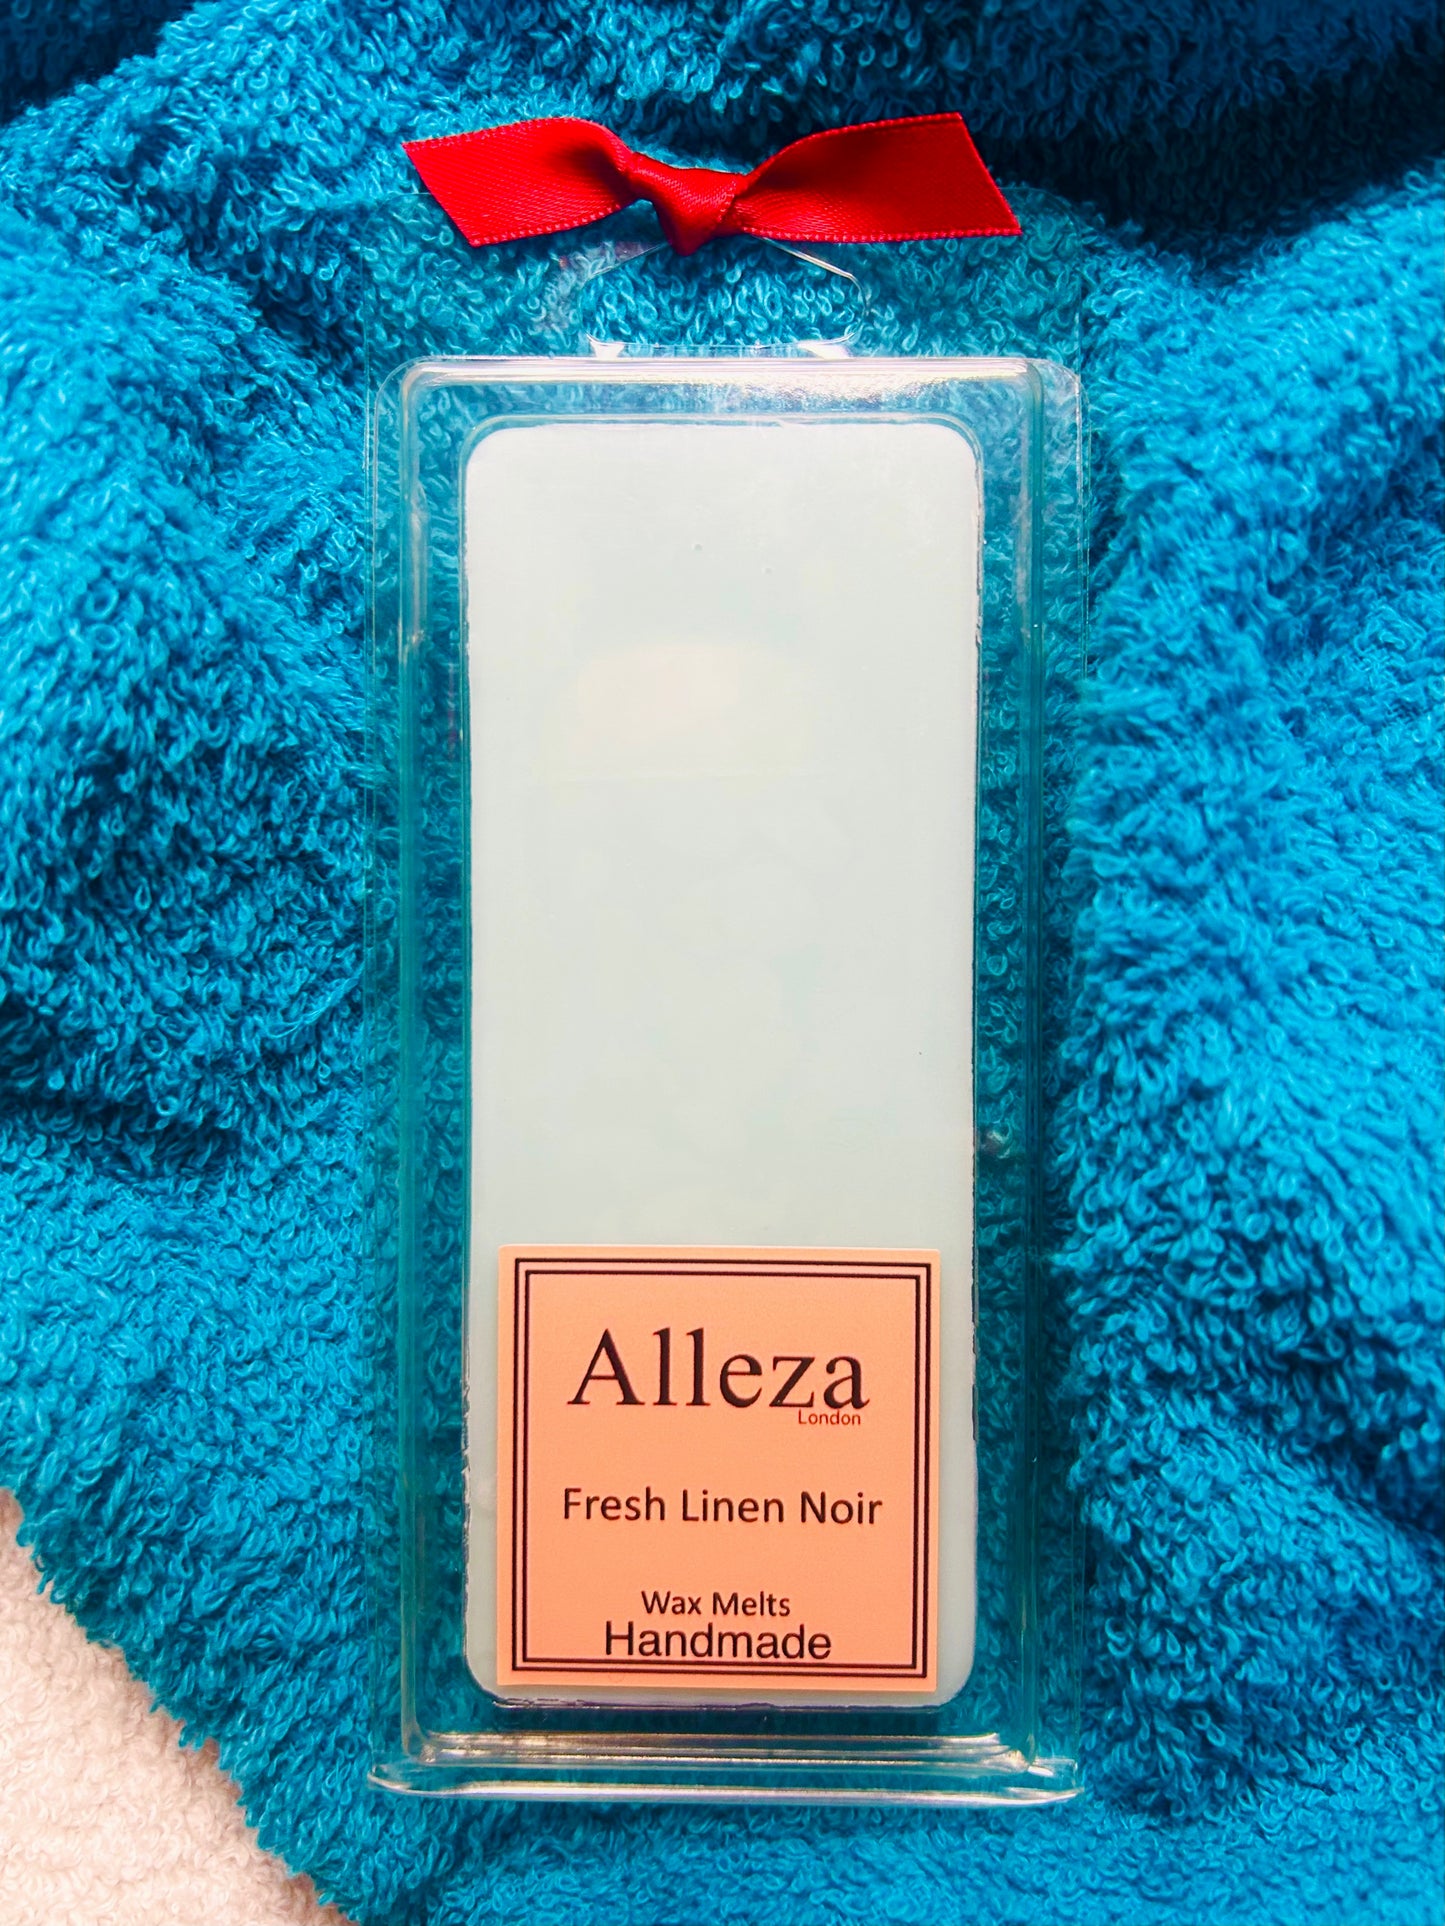 Alleza
London
Fresh Linen Noir
Wax Melts
Handmade